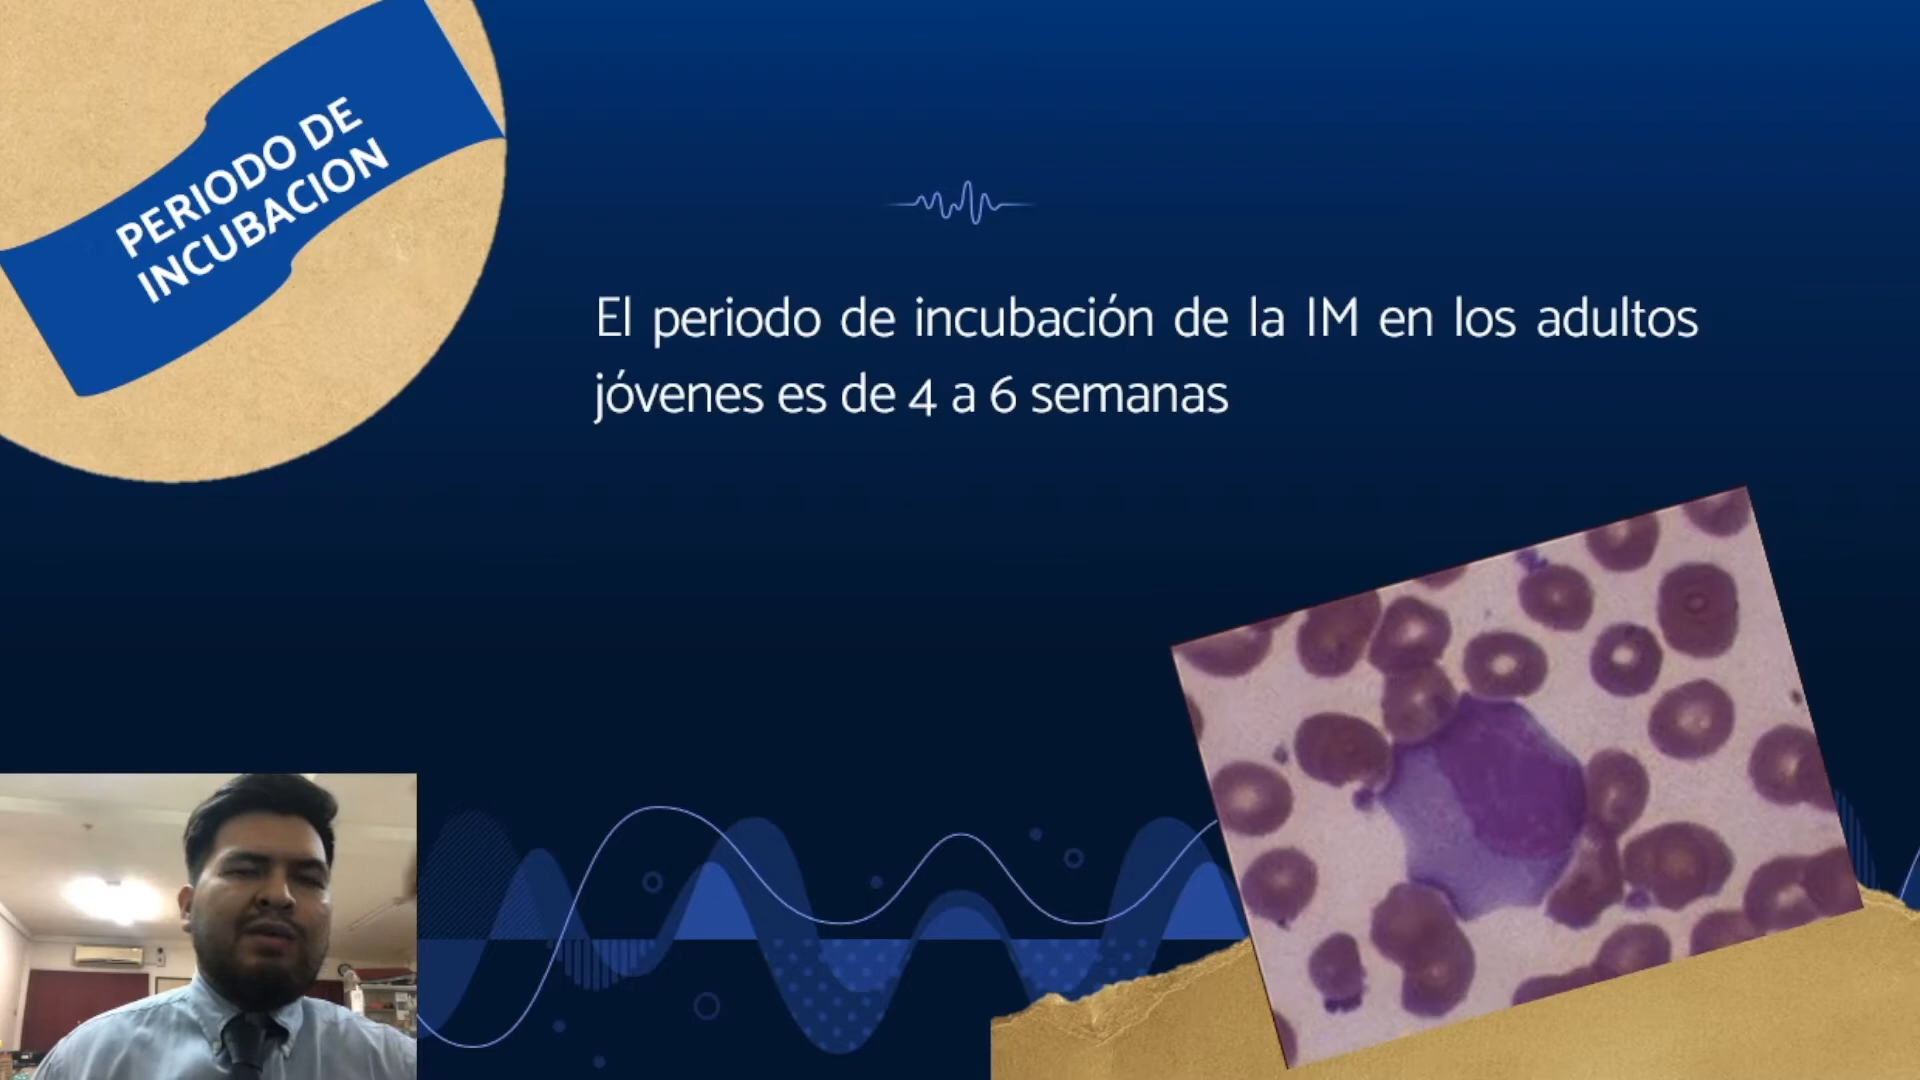 PERIODO DE
INCUBACION
El periodo de incubación de la IM en los adultos
jóvenes es de 4 a 6 semanas